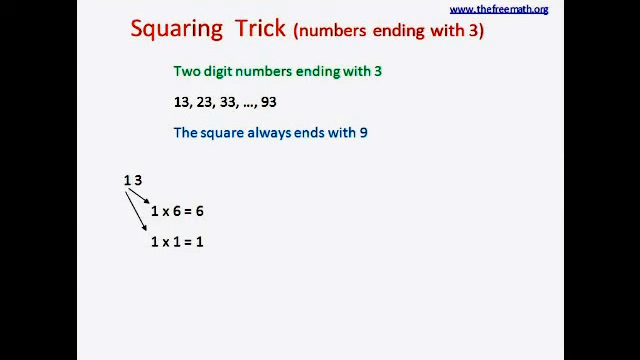 www.thefreemath.org
Squaring Trick (numbers ending with 3)
Two digit numbers ending with 3
13, 23, 33, ..., 93
The square always ends with 9
1 3
1 x 6 = 6
1 x 1 = 1